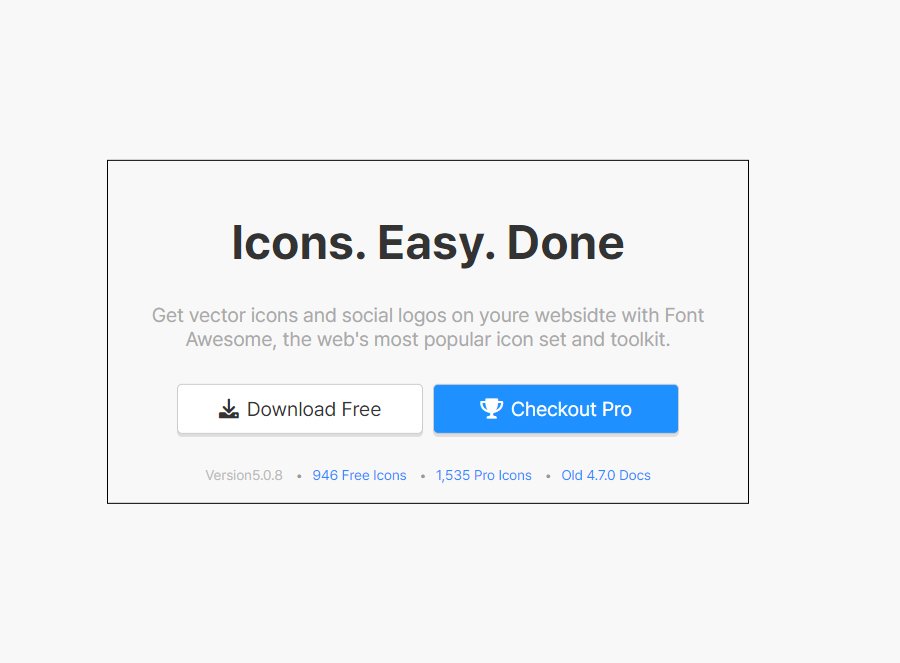 Icons. Easy. Done
Get vector icons and social logos on youre websidte with Font
Awesome, the web's most popular icon set and toolkit.
Download Free Checkout Pro
Version5.0.8 • 946 Free Icons • 1,535 Pro Icons • Old 4.7.0 Docs